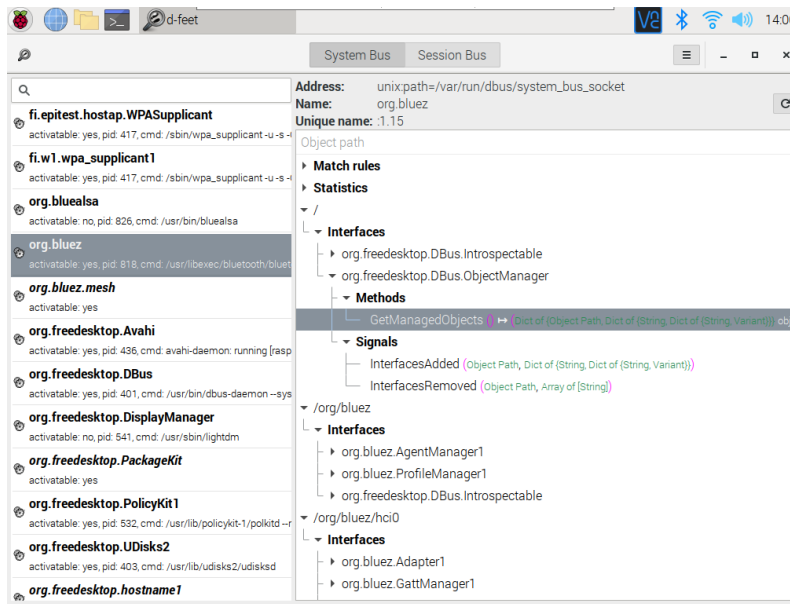 d-feet
14:0
System Bus
Session Bus
fi.epitest.hostap.WPASupplicant
activatable: yes, pid: 417, cmd: /sbin/wpa_supplicant -u -s
fi.w1.wpa_supplicant1
activatable: yes, pid: 417, cmd: /sbin/wpa_supplicant -u -s
org.bluealsa
activatable: no, pid: 826, cmd: /usr/bin/bluealsa
org.bluez
activatable: yes, pid: 818, cmd: /usr/libexec/bluetooth/bluet
org.bluez.mesh
activatable: yes
org.freedesktop.Avahi
activatable: yes, pid: 436, cmd: avahi-daemon: running [rasp
org.freedesktop.DBus
activatable: yes, pid: 401, cmd: /usr/bin/dbus-daemon --sys
org.freedesktop.DisplayManager
activatable: no, pid: 541, cmd: /usr/sbin/lightdm
org.freedesktop.PackageKit
activatable: yes
org.freedesktop.PolicyKit1
activatable: yes, pid: 532, cmd: /usr/lib/policykit-1/polkitd --r
org.freedesktop.UDisks2
activatable: yes, pid: 403, cmd: /usr/lib/udisks2/udisksd
org.freedesktop.hostname1
Address: unix:path=/var/run/dbus/system_bus_socket
Name: org.bluez
Unique name: :1.15
Object path
Match rules
Statistics
/
Interfaces
org.freedesktop.DBus.Introspectable
org.freedesktop.DBus.ObjectManager
Methods
GetManagedObjects () ↦ (Dict of {Object Path, Dict of {String, Dict of {String, Variant}}} obj
Signals
InterfacesAdded (Object Path, Dict of {String, Dict of {String, Variant}})
InterfacesRemoved (Object Path, Array of [String])
/org/bluez
Interfaces
org.bluez.AgentManager1
org.bluez.ProfileManager1
org.freedesktop.DBus.Introspectable
/org/bluez/hci0
Interfaces
org.bluez.Adapter1
org.bluez.GattManager1